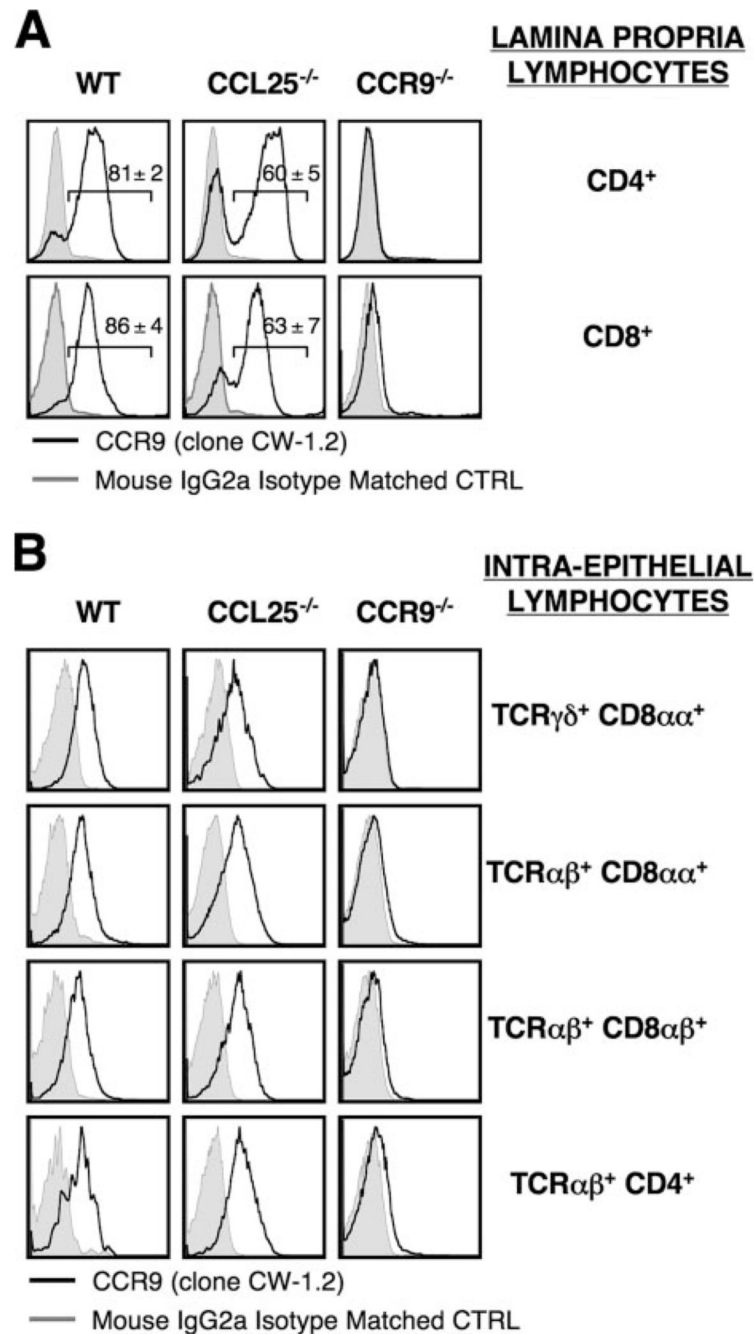 A
LAMINA PROPRIA
LYMPHOCYTES
WT CCL25-/- CCR9-/-
81± 2 60 ± 5 CD4+
86 ± 4 63 ± 7 CD8+
CCR9 (clone CW-1.2)
Mouse IgG2a Isotype Matched CTRL
B
INTRA-EPITHELIAL
LYMPHOCYTES
WT CCL25-/- CCR9-/-
TCRγδ+ CD8αα+
TCRαβ+ CD8αα+
TCRαβ+ CD8αβ+
TCRαβ+ CD4+
CCR9 (clone CW-1.2)
Mouse IgG2a Isotype Matched CTRL